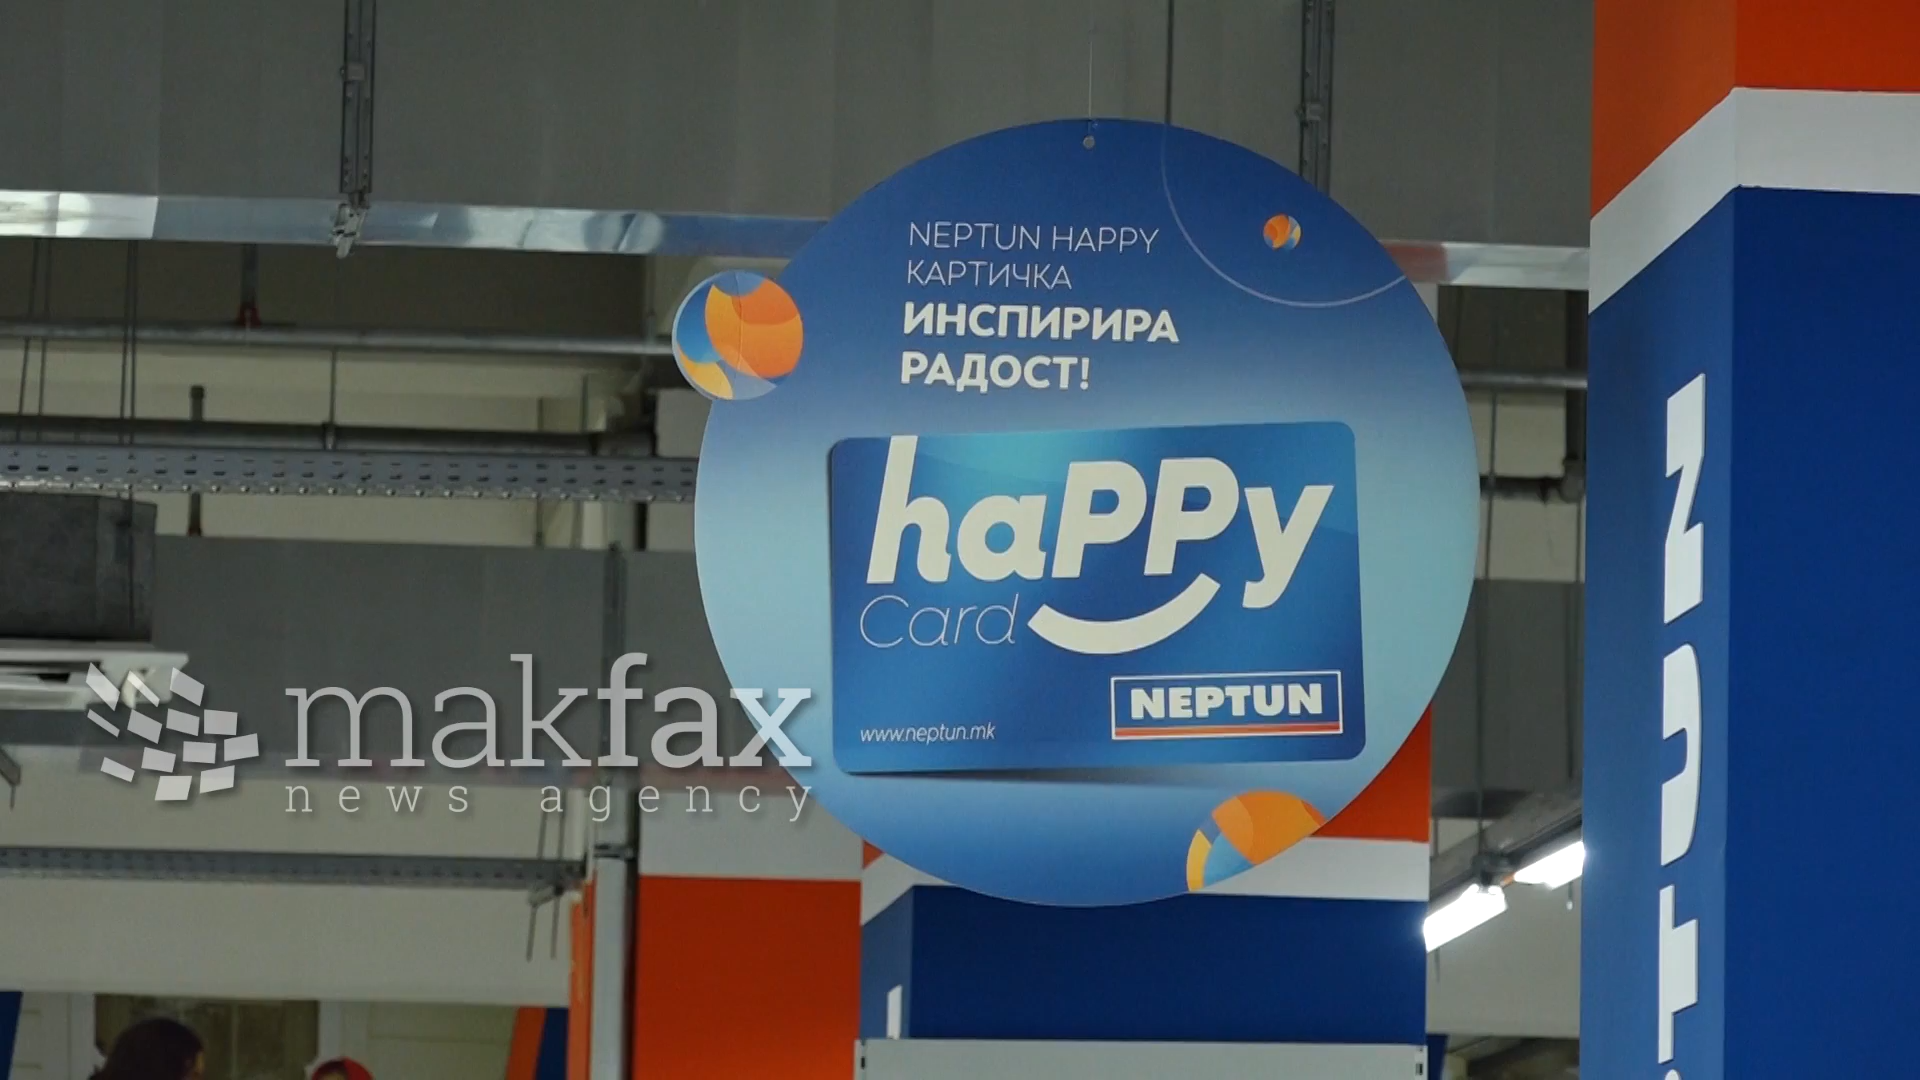 NEPTUN HAPPY
КАРТИЧКА
ИНСПИРИРА
РАДОСТ!
haPPy
Card
NEPTUN
www.neptun.mk
makfax
news agency